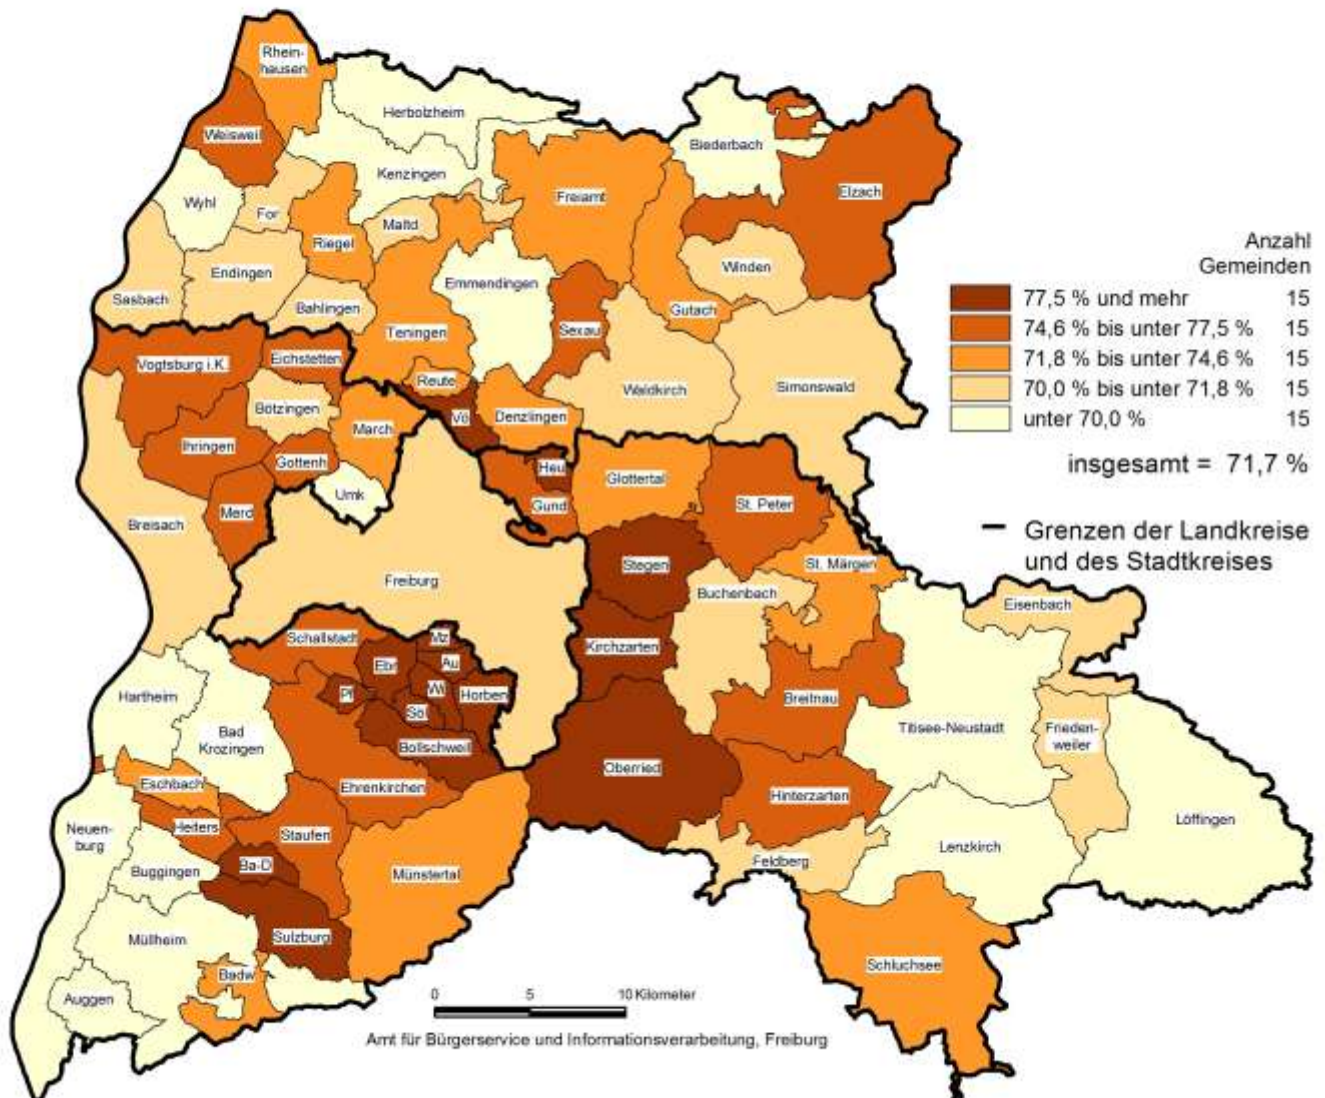 Rhein-
hausen
Herbolzheim
Weisweil
Biederbach
Kenzingen
Elzach
Freiamt
Wyhl
For
Maltd
Riegel
Winden
Endingen
Emmendingen
Sasbach
Bahlingen
Gutach
Teningen
Sexau
Vogtsburg i.K.
Eichstetten
Reute
Waldkirch
Simonswald
Bötzingen
Vö
Denzlingen
March
Ihringen
Gottenh
Heu
Glottertal
Umk
Merd
Gund
St. Peter
Breisach
Stegen
St. Märgen
Freiburg
Buchenbach
Eisenbach
Schallstadt
Mz
Kirchzarten
Ebr
Au
Hartheim
Pf
Wi
Horben
Breitnau
Söl
Titisee-Neustadt
Frieden-
weiler
Bad
Krozingen
Bollschweil
Oberried
Eschbach
Ehrenkirchen
Hinterzarten
Neuen-
burg
Heiters
Staufen
Löffingen
Lenzkirch
Feldberg
Buggingen
Ba-D
Münstertal
Müllheim
Sulzburg
Schluchsee
Badw
Auggen
Anzahl
Gemeinden
77,5 % und mehr 15
74,6 % bis unter 77,5 % 15
71,8 % bis unter 74,6 % 15
70,0 % bis unter 71,8 % 15
unter 70,0 % 15
insgesamt = 71,7 %
Grenzen der Landkreise
und des Stadtkreises
0 5 10 Kilometer
Amt für Bürgerservice und Informationsverarbeitung, Freiburg